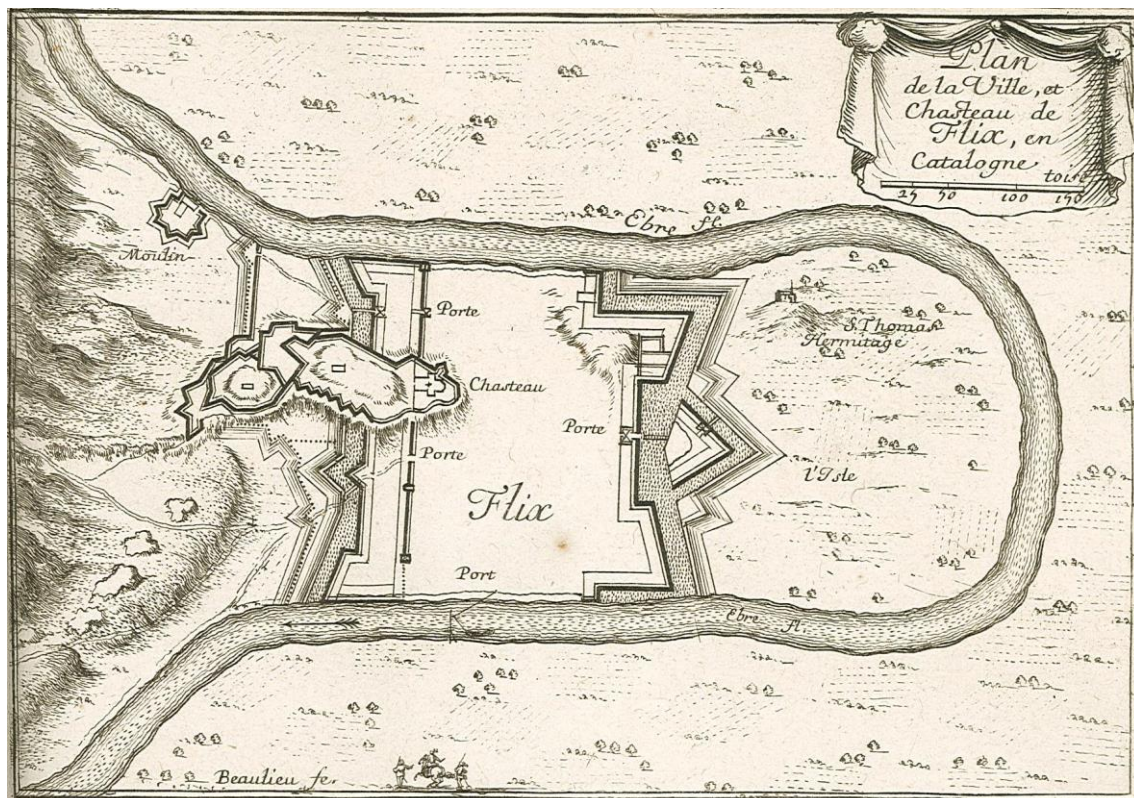 Plan
de la Ville, et
Chasteau de
Flix, en
Catalogne
toise
25 50 100 150
Ebre fl.
Moulin
Porte
S. Thomas
Hermitage
Chasteau
Porte
Porte
l'Isle
Flix
Port
Ebre fl.
Beaulieu fe.